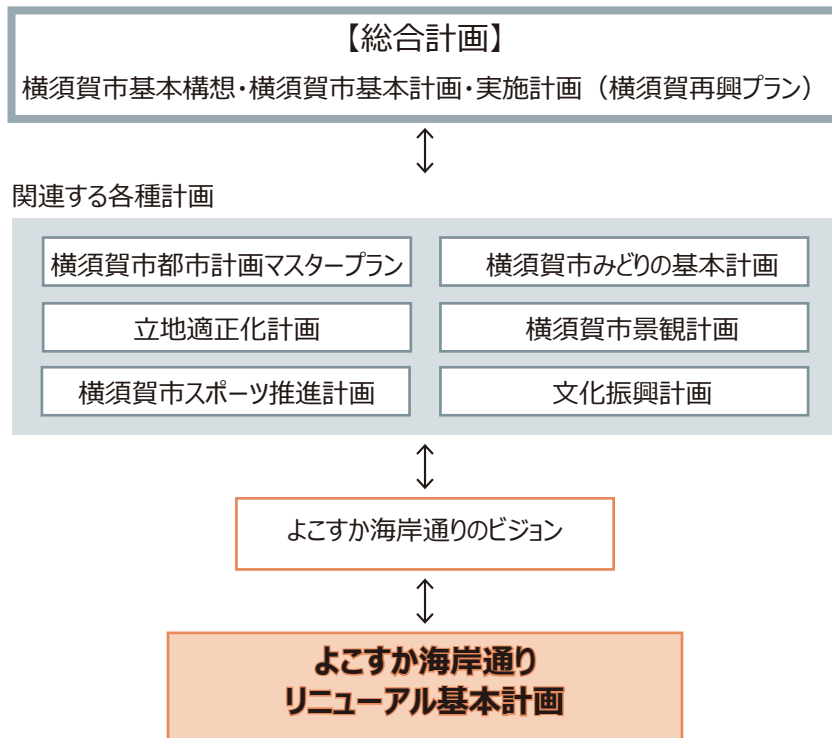 【総合計画】
横須賀市基本構想・横須賀市基本計画・実施計画（横須賀再興プラン）
関連する各種計画
横須賀市都市計画マスタープラン
横須賀市みどりの基本計画
立地適正化計画
横須賀市景観計画
横須賀市スポーツ推進計画
文化振興計画
よこすか海岸通りのビジョン
よこすか海岸通り
リニューアル基本計画